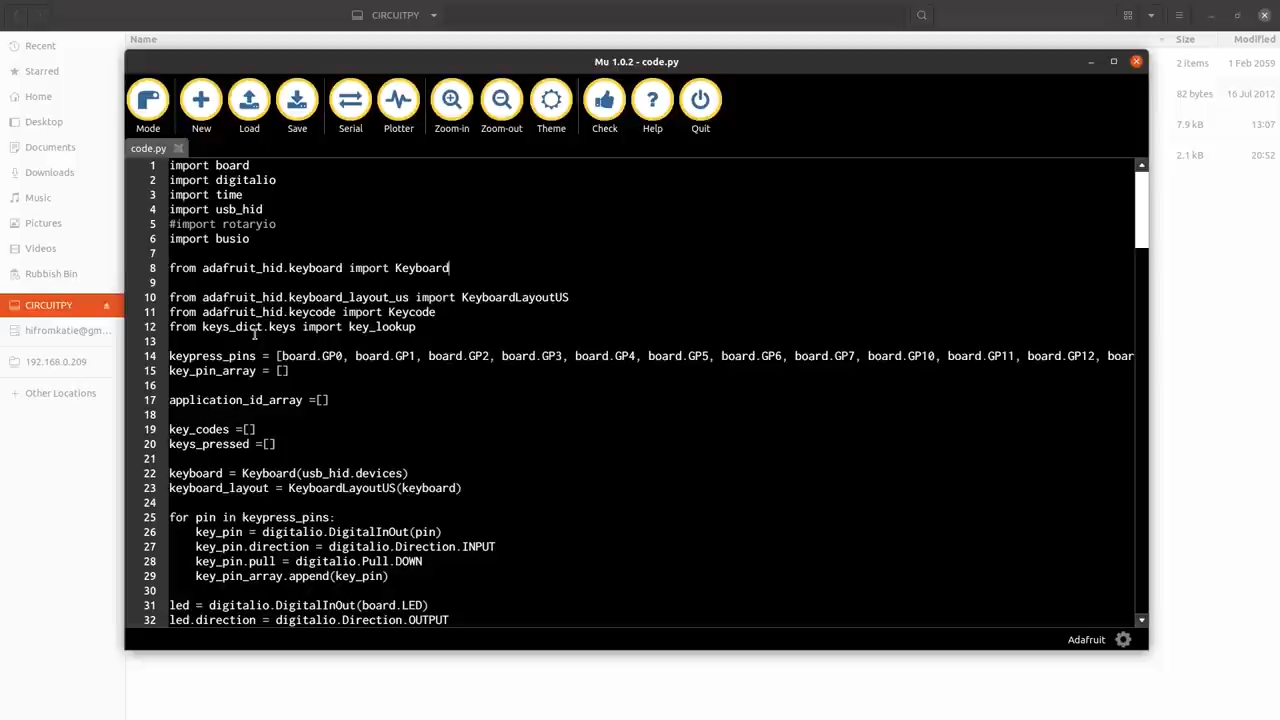 CIRCUITPY
Name
Size
Modified
Recent
Starred
Home
Desktop
Documents
Downloads
Music
Pictures
Videos
Rubbish Bin
CIRCUITPY
hifromkatie@gm...
192.168.0.209
Other Locations
2 items 1 Feb 2059
82 bytes 16 Jul 2012
7.9 kB 13:07
2.1 kB 20:52
Mu 1.0.2 - code.py
Mode New Load Save Serial Plotter Zoom-in Zoom-out Theme Check Help Quit
code.py
1 import board
2 import digitalio
3 import time
4 import usb_hid
5 #import rotaryio
6 import busio
7
8 from adafruit_hid.keyboard import Keyboard
9
10 from adafruit_hid.keyboard_layout_us import KeyboardLayoutUS
11 from adafruit_hid.keycode import Keycode
12 from keys_dict.keys import key_lookup
13
14 keypress_pins = [board.GP0, board.GP1, board.GP2, board.GP3, board.GP4, board.GP5, board.GP6, board.GP7, board.GP10, board.GP11, board.GP12, boar
15 key_pin_array = []
16
17 application_id_array =[]
18
19 key_codes =[]
20 keys_pressed =[]
21
22 keyboard = Keyboard(usb_hid.devices)
23 keyboard_layout = KeyboardLayoutUS(keyboard)
24
25 for pin in keypress_pins:
26     key_pin = digitalio.DigitalInOut(pin)
27     key_pin.direction = digitalio.Direction.INPUT
28     key_pin.pull = digitalio.Pull.DOWN
29     key_pin_array.append(key_pin)
30
31 led = digitalio.DigitalInOut(board.LED)
32 led.direction = digitalio.Direction.OUTPUT
Adafruit